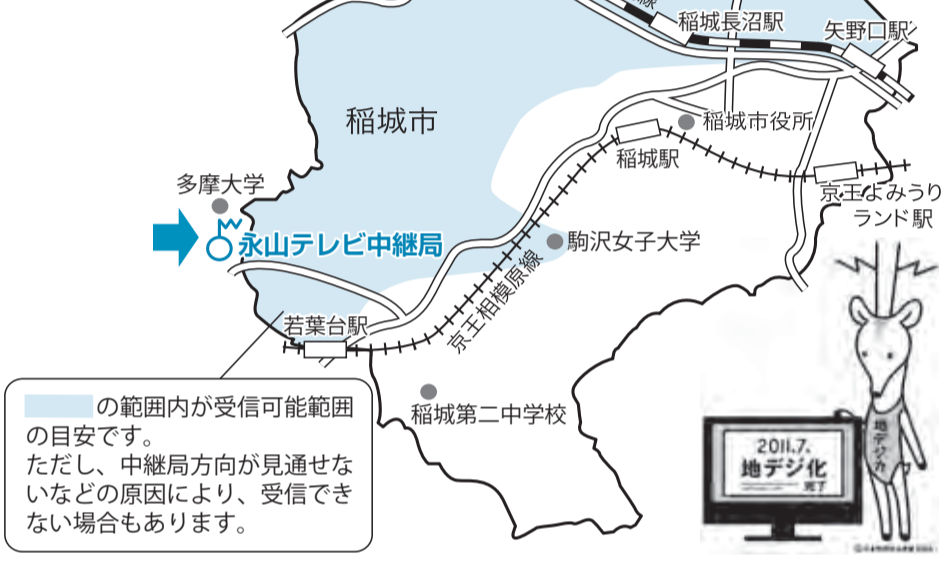 稲城長沼駅
矢野口駅
稲城市
稲城市役所
稲城駅
多摩大学
京王よみうり
ランド駅
永山テレビ中継局
駒沢女子大学
京王相模原線
若葉台駅
稲城第二中学校
の範囲内が受信可能範囲
の目安です。
ただし、中継局方向が見通せな
いなどの原因により、受信でき
ない場合もあります。
地デジカ
2011.7.
地デジ化
完了